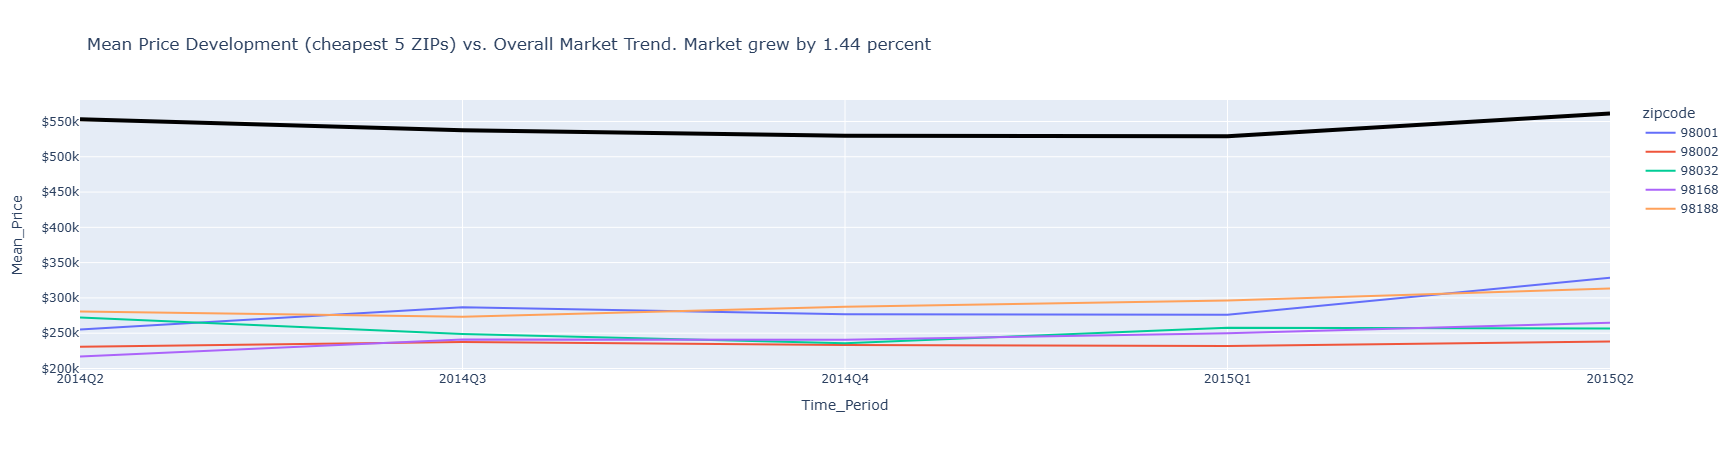 Mean Price Development (cheapest 5 ZIPs) vs. Overall Market Trend. Market grew by 1.44 percent
zipcode
98001
98002
98032
98168
98188
Mean_Price
$550k
$500k
$450k
$400k
$350k
$300k
$250k
$200k
2014Q2
2014Q3
2014Q4
2015Q1
2015Q2
Time_Period